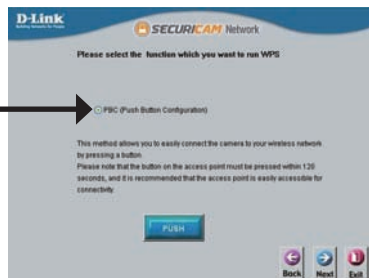 D-Link
Building Networks for People
SECURICAM Network
Please select the function which you want to run WPS
PBC (Push Button Configuration)
This method allows you to easily connect the camera to your wireless network
by pressing a button.
Please note that the button on the access point must be pressed within 120
seconds, and it is recommended that the access point is easily accessible for
connectivity.
PUSH
Back Next Exit